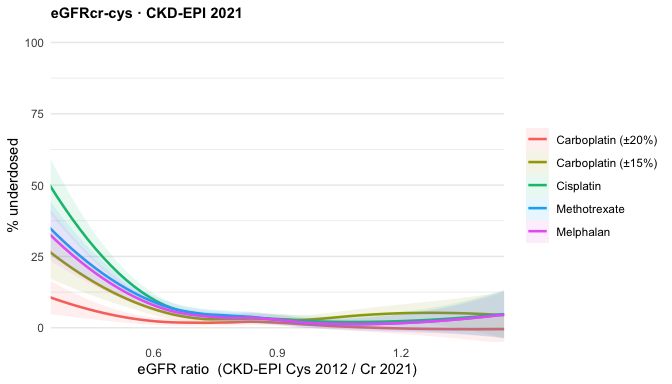 eGFRcr-cys · CKD-EPI 2021
100
75
50
25
0
% underdosed
0.6
0.9
1.2
eGFR ratio (CKD-EPI Cys 2012 / Cr 2021)
Carboplatin (±20%)
Carboplatin (±15%)
Cisplatin
Methotrexate
Melphalan